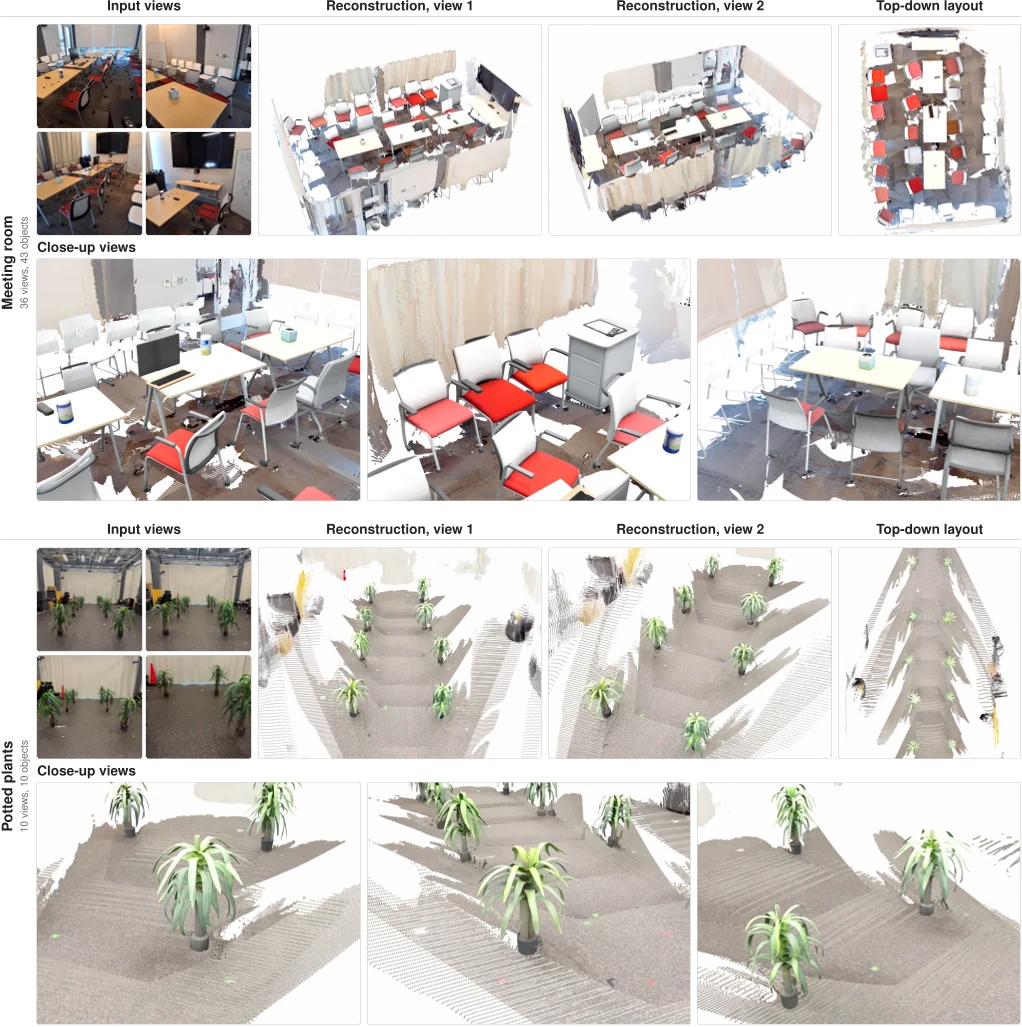 Input views
Reconstruction, view 1
Reconstruction, view 2
Top-down layout
Meeting room
36 views, 43 objects
Close-up views
Input views
Reconstruction, view 1
Reconstruction, view 2
Top-down layout
Potted plants
10 views, 10 objects
Close-up views